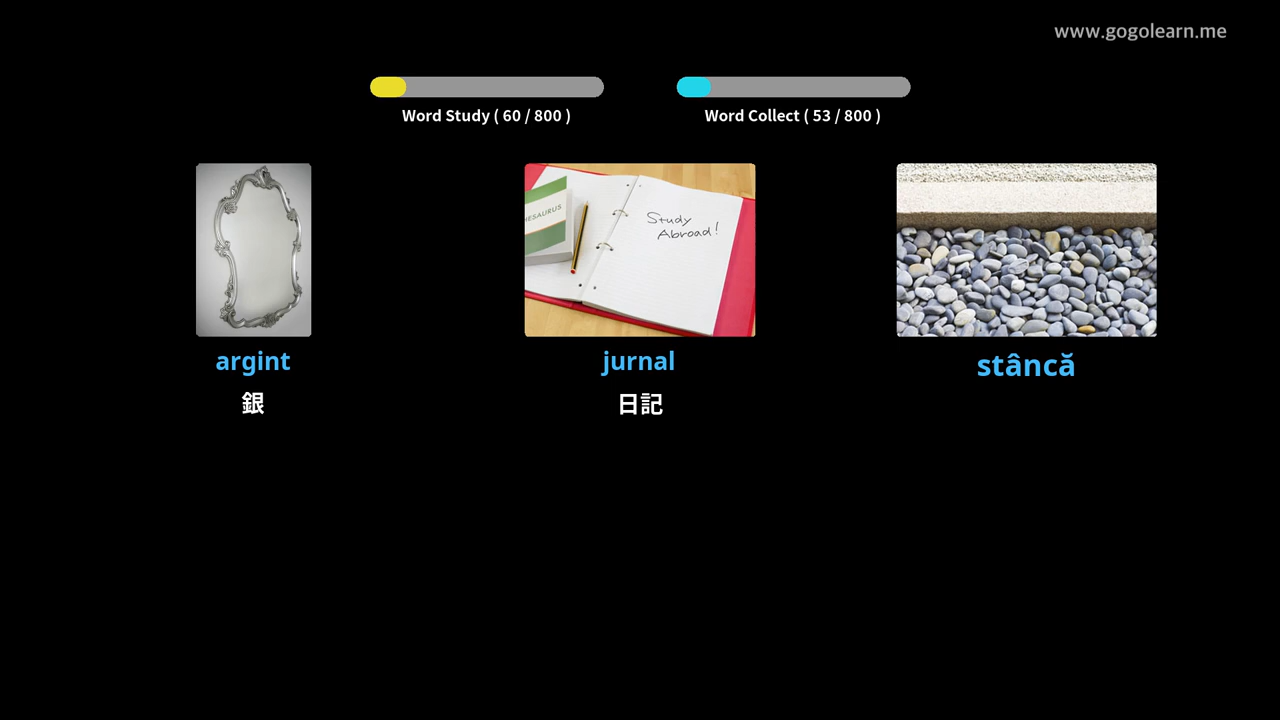 www.gogolearn.me
Word Study ( 60 / 800 )
Word Collect ( 53 / 800 )
HESAURUS
Study
Abroad!
argint
jurnal
stâncă
銀
日記